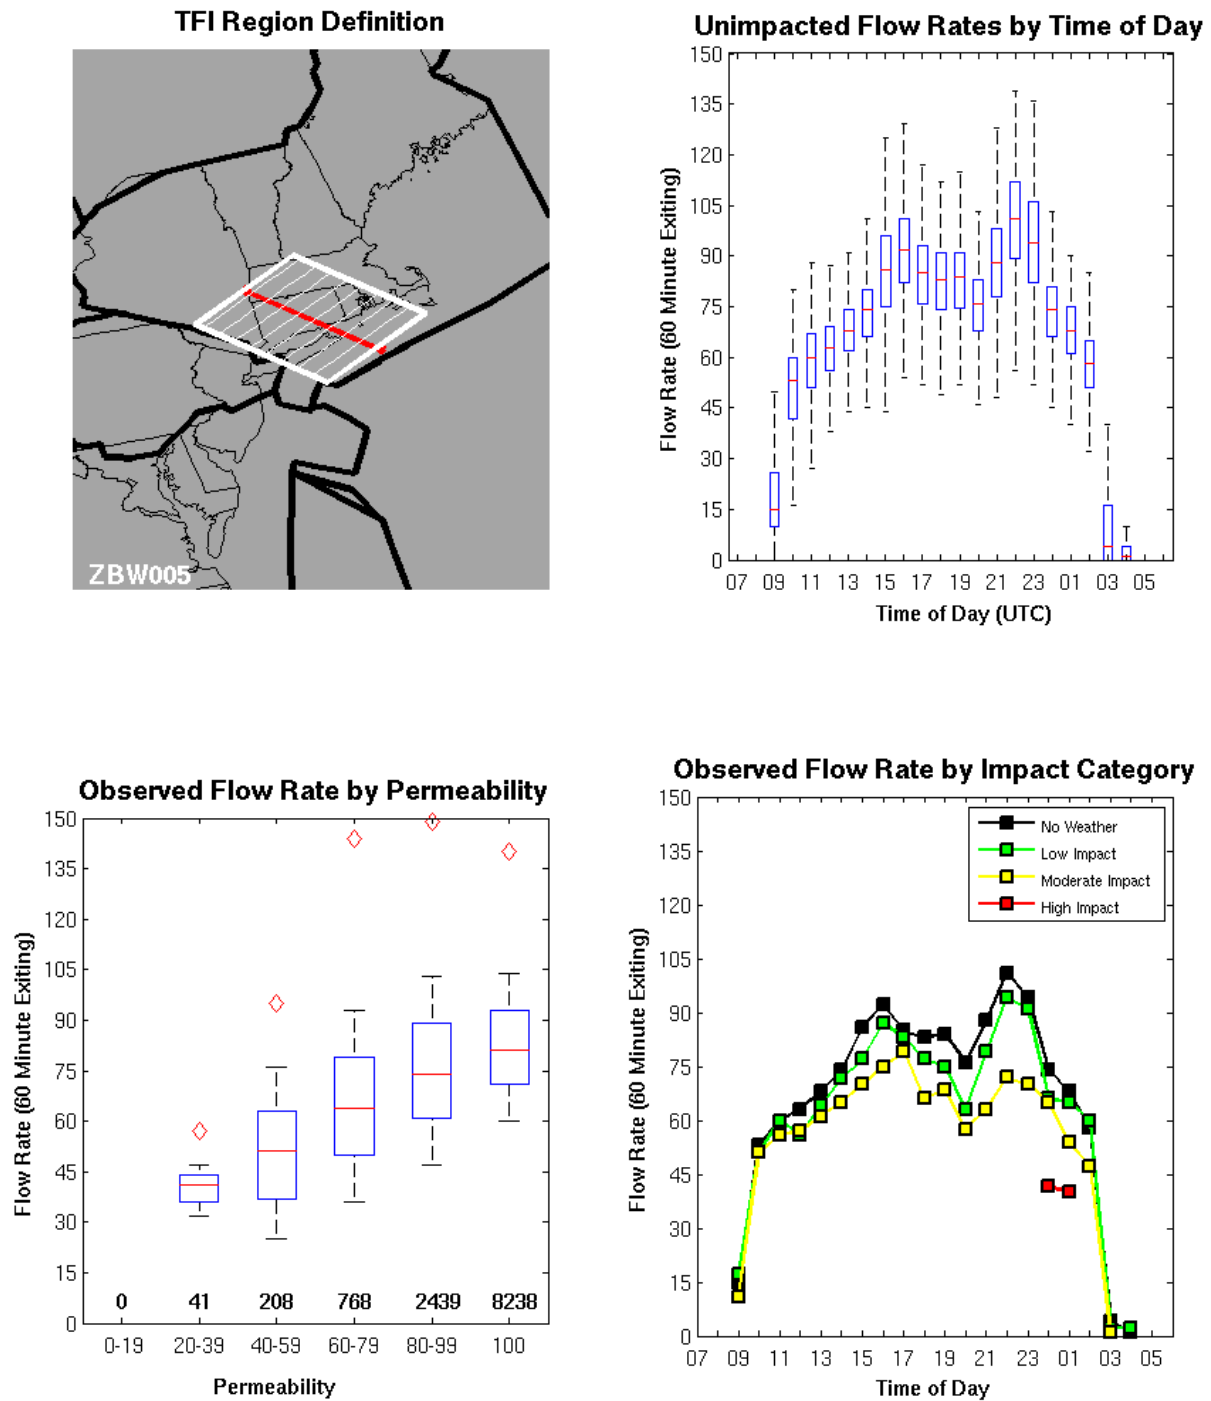 TFI Region Definition
ZBW005
Unimpacted Flow Rates by Time of Day
Flow Rate (60 Minute Exiting)
150
135
120
105
90
75
60
45
30
15
0
07 09 11 13 15 17 19 21 23 01 03 05
Time of Day (UTC)
Observed Flow Rate by Permeability
Flow Rate (60 Minute Exiting)
150
135
120
105
90
75
60
45
30
15
0
0 41 208 768 2439 8238
0-19 20-39 40-59 60-79 80-99 100
Permeability
Observed Flow Rate by Impact Category
Flow Rate (60 Minute Exiting)
150
135
120
105
90
75
60
45
30
15
0
No Weather
Low Impact
Moderate Impact
High Impact
07 09 11 13 15 17 19 21 23 01 03 05
Time of Day